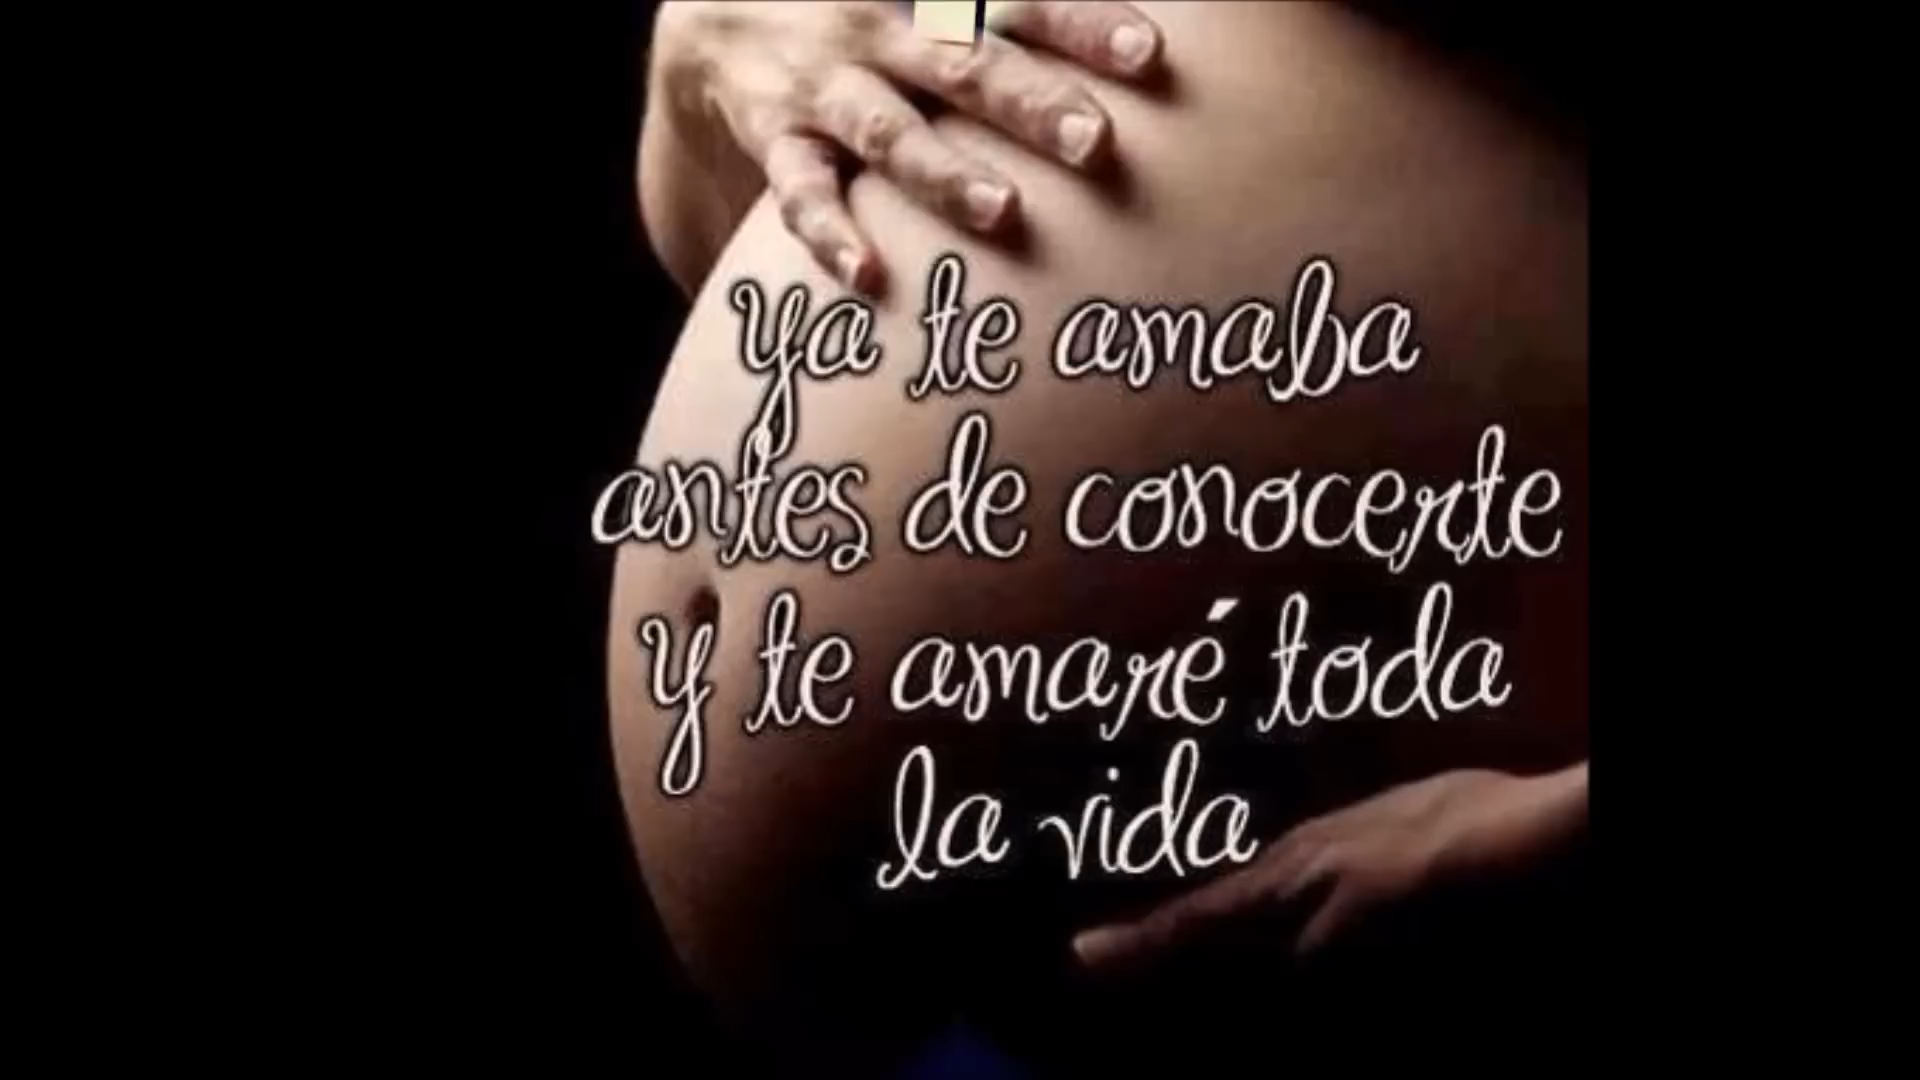 ya te amaba
antes de conocerte
y te amaré toda
la vida